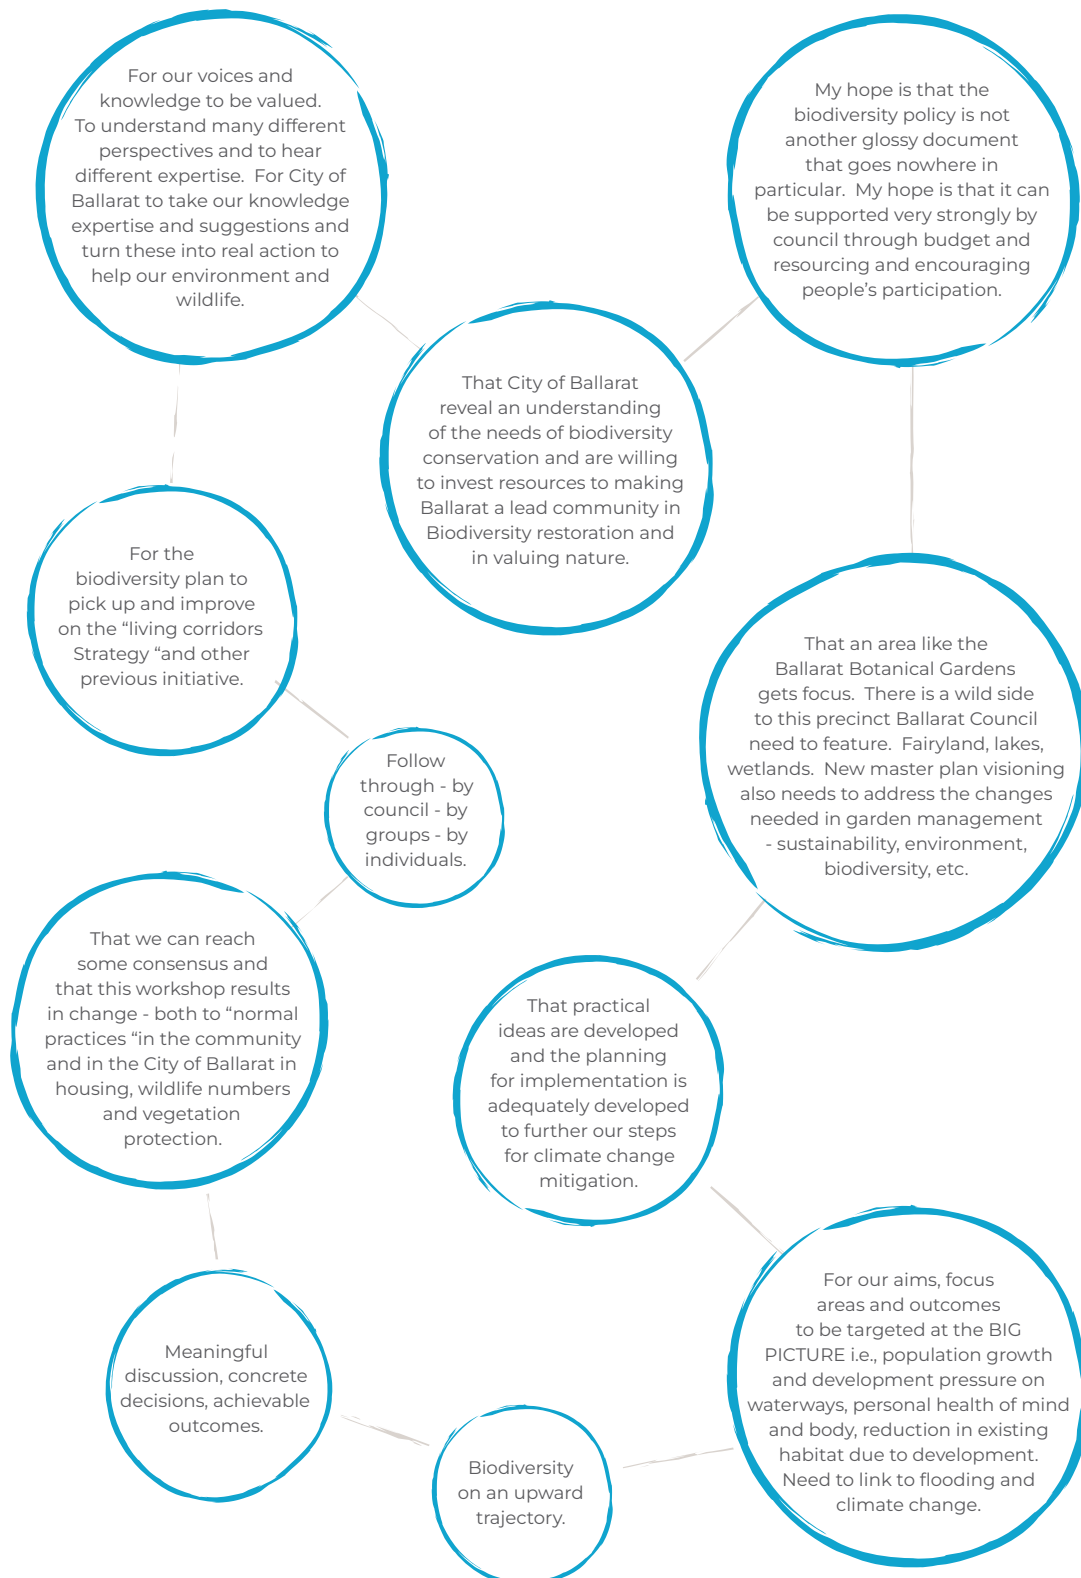 For our voices and
knowledge to be valued.
To understand many different
perspectives and to hear
different expertise.  For City of
Ballarat to take our knowledge
expertise and suggestions and
turn these into real action to
help our environment and
wildlife.
My hope is that the
biodiversity policy is not
another glossy document
that goes nowhere in
particular.  My hope is that it can
be supported very strongly by
council through budget and
resourcing and encouraging
people’s participation.
That City of Ballarat
reveal an understanding
of the needs of biodiversity
conservation and are willing
to invest resources to making
Ballarat a lead community in
Biodiversity restoration and
in valuing nature.
For the
biodiversity plan to
pick up and improve
on the “living corridors
Strategy “and other
previous initiative.
That an area like the
Ballarat Botanical Gardens
gets focus.  There is a wild side
to this precinct Ballarat Council
need to feature.  Fairyland, lakes,
wetlands.  New master plan visioning
also needs to address the changes
needed in garden management
- sustainability, environment,
biodiversity, etc.
Follow
through - by
council - by
groups - by
individuals.
That we can reach
some consensus and
that this workshop results
in change - both to “normal
practices “in the community
and in the City of Ballarat in
housing, wildlife numbers
and vegetation
protection.
That practical
ideas are developed
and the planning
for implementation is
adequately developed
to further our steps
for climate change
mitigation.
For our aims, focus
areas and outcomes
to be targeted at the BIG
PICTURE i.e., population growth
and development pressure on
waterways, personal health of mind
and body, reduction in existing
habitat due to development.
Need to link to flooding and
climate change.
Meaningful
discussion, concrete
decisions, achievable
outcomes.
Biodiversity
on an upward
trajectory.